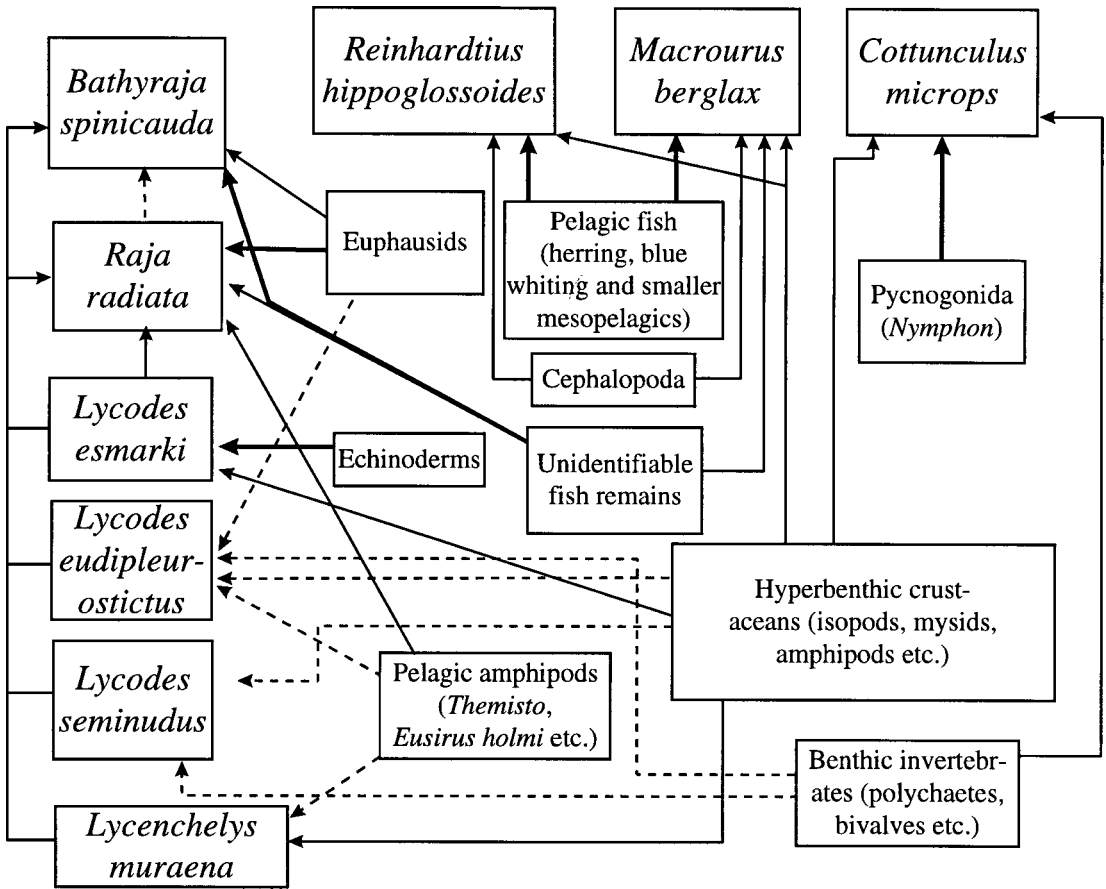 Bathyraja
spinicauda
Reinhardtius
hippoglossoides
Macrourus
berglax
Cottunculus
microps
Raja
radiata
Euphausids
Pelagic fish
(herring, blue
whiting and smaller
mesopelagics)
Pycnogonida
(Nymphon)
Cephalopoda
Lycodes
esmarki
Echinoderms
Unidentifiable
fish remains
Lycodes
eudipleur-
ostictus
Hyperbenthic crust-
aceans (isopods, mysids,
amphipods etc.)
Lycodes
seminudus
Pelagic amphipods
(Themisto,
Eusirus holmi etc.)
Benthic invertebr-
ates (polychaetes,
bivalves etc.)
Lycenchelys
muraena